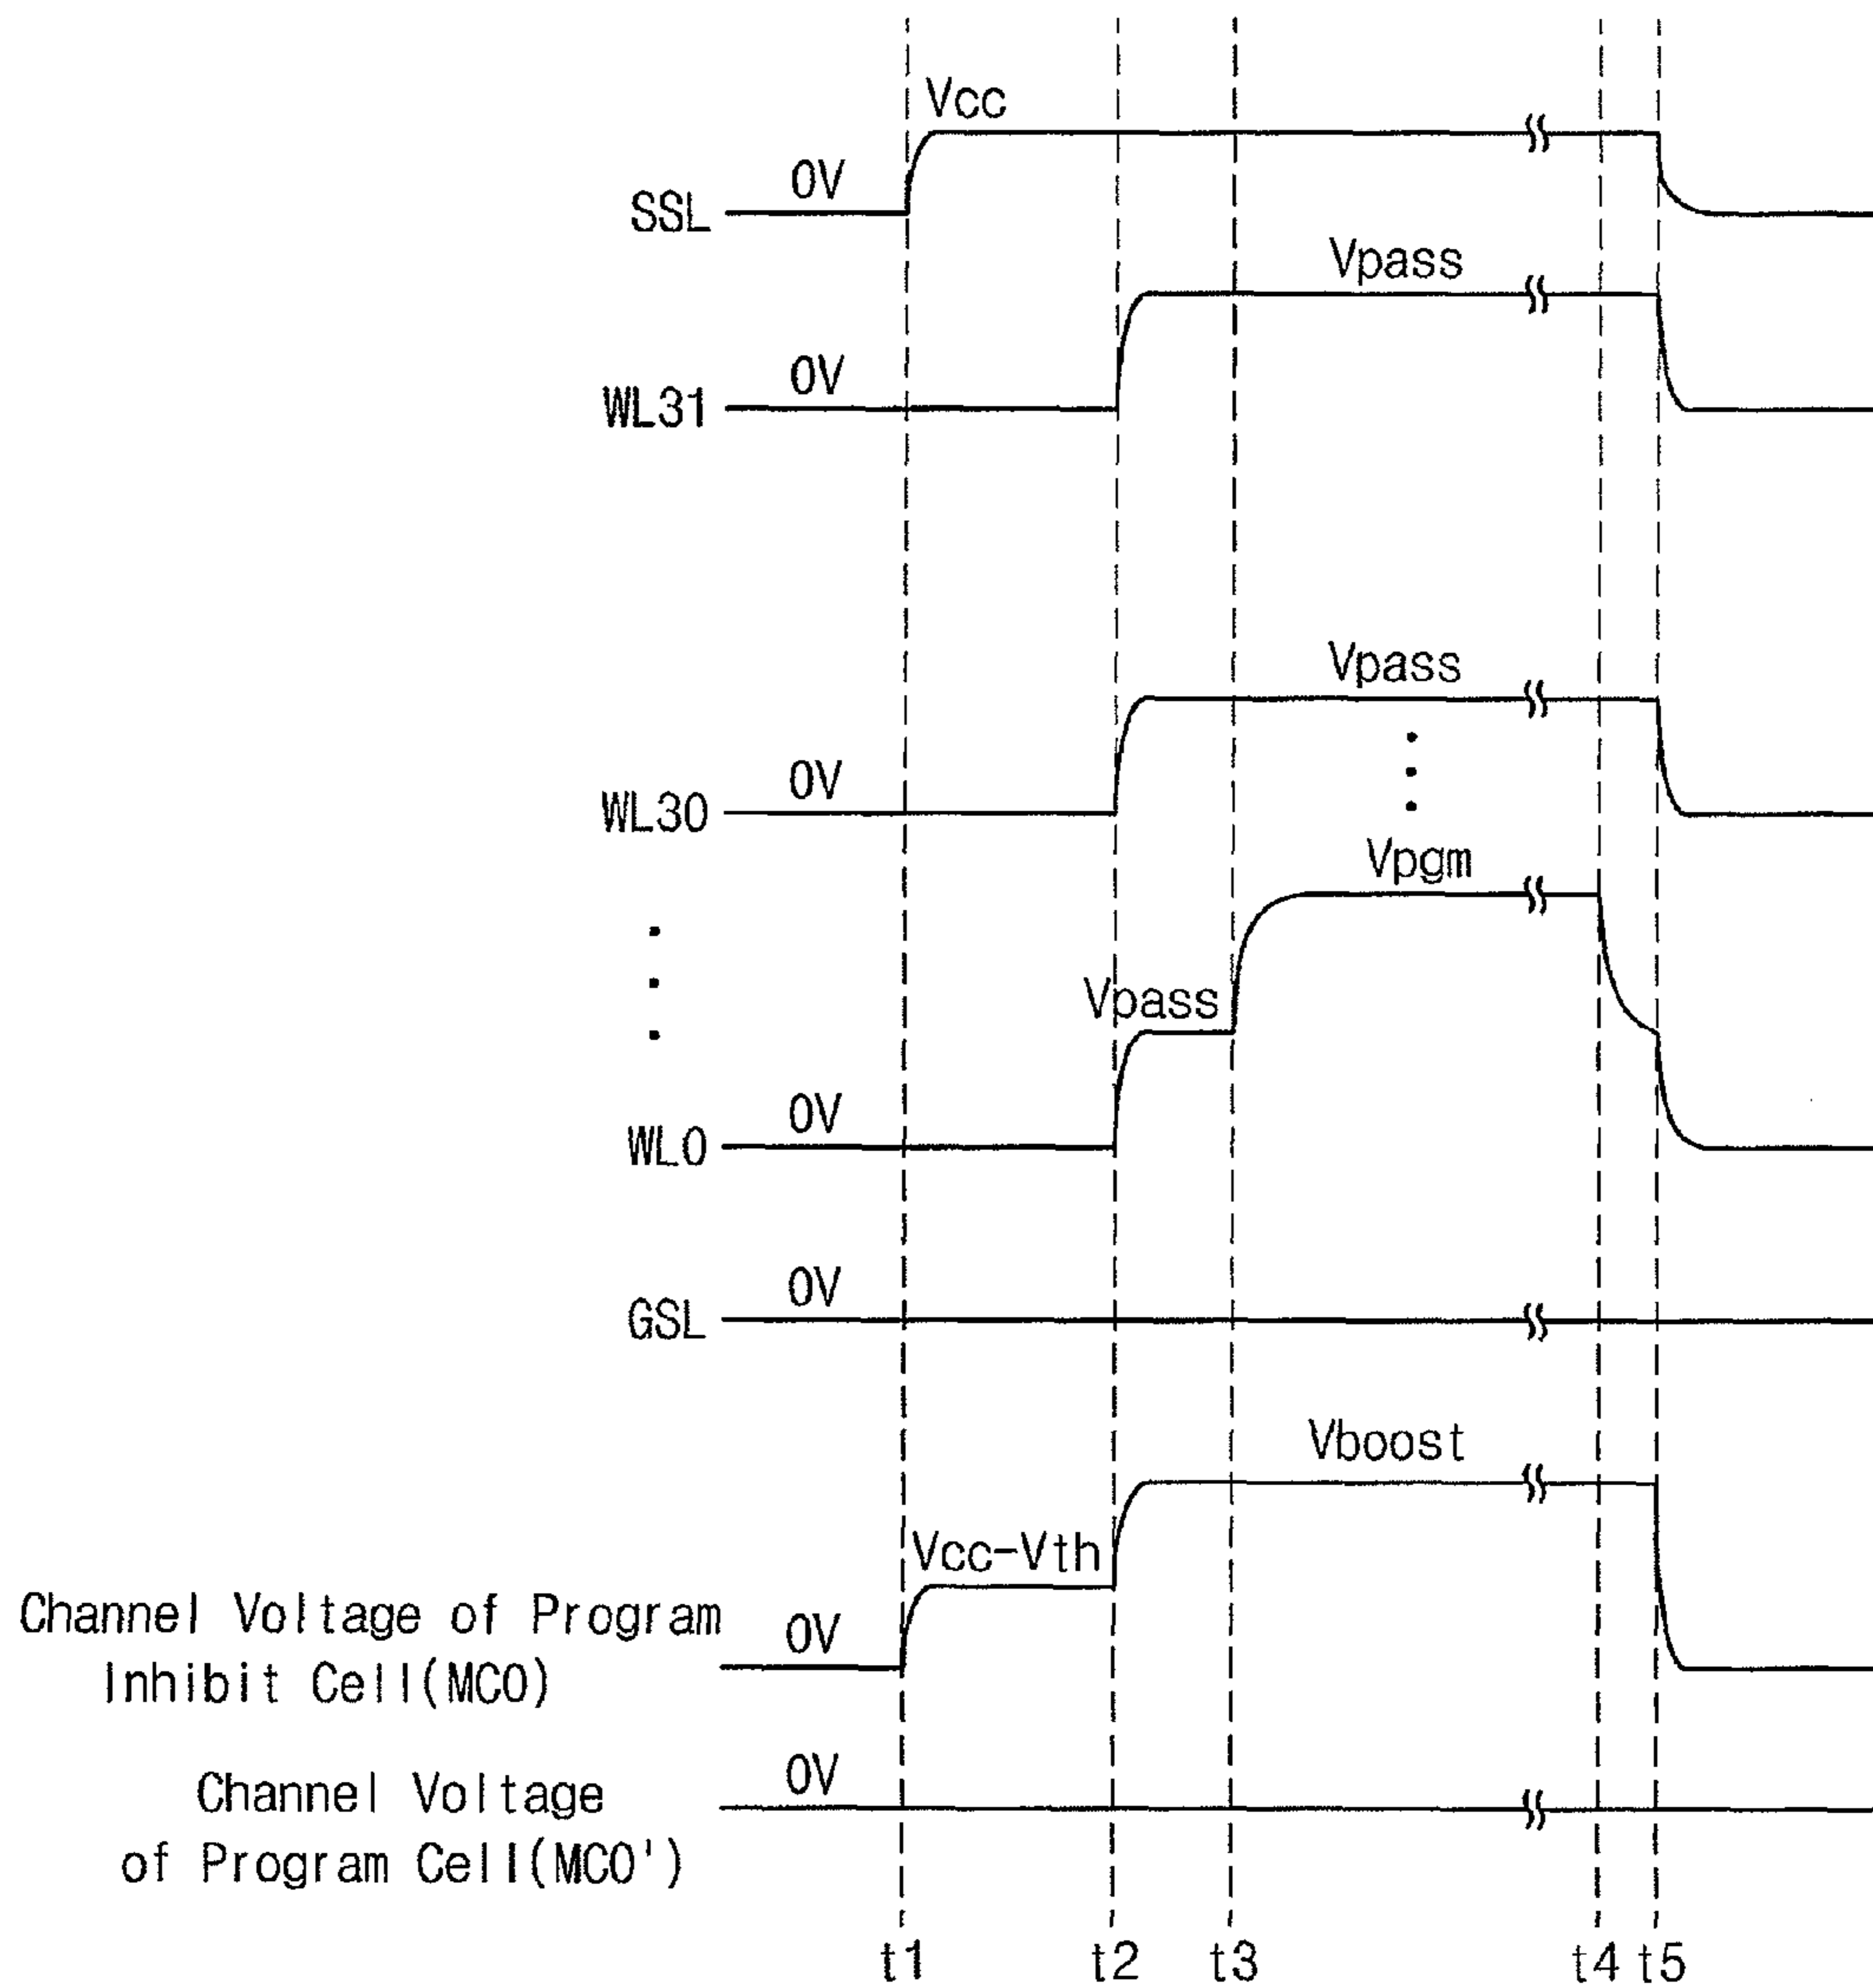 Vcc
0V
SSL
Vpass
0V
WL31
Vpass
0V
WL30
Vpgm
Vpass
0V
WL0
0V
GSL
Vboost
Vcc-Vth
Channel Voltage of Program
Inhibit Cell(MC0)
0V
Channel Voltage
of Program Cell(MC0')
0V
t1 t2 t3 t4 t5